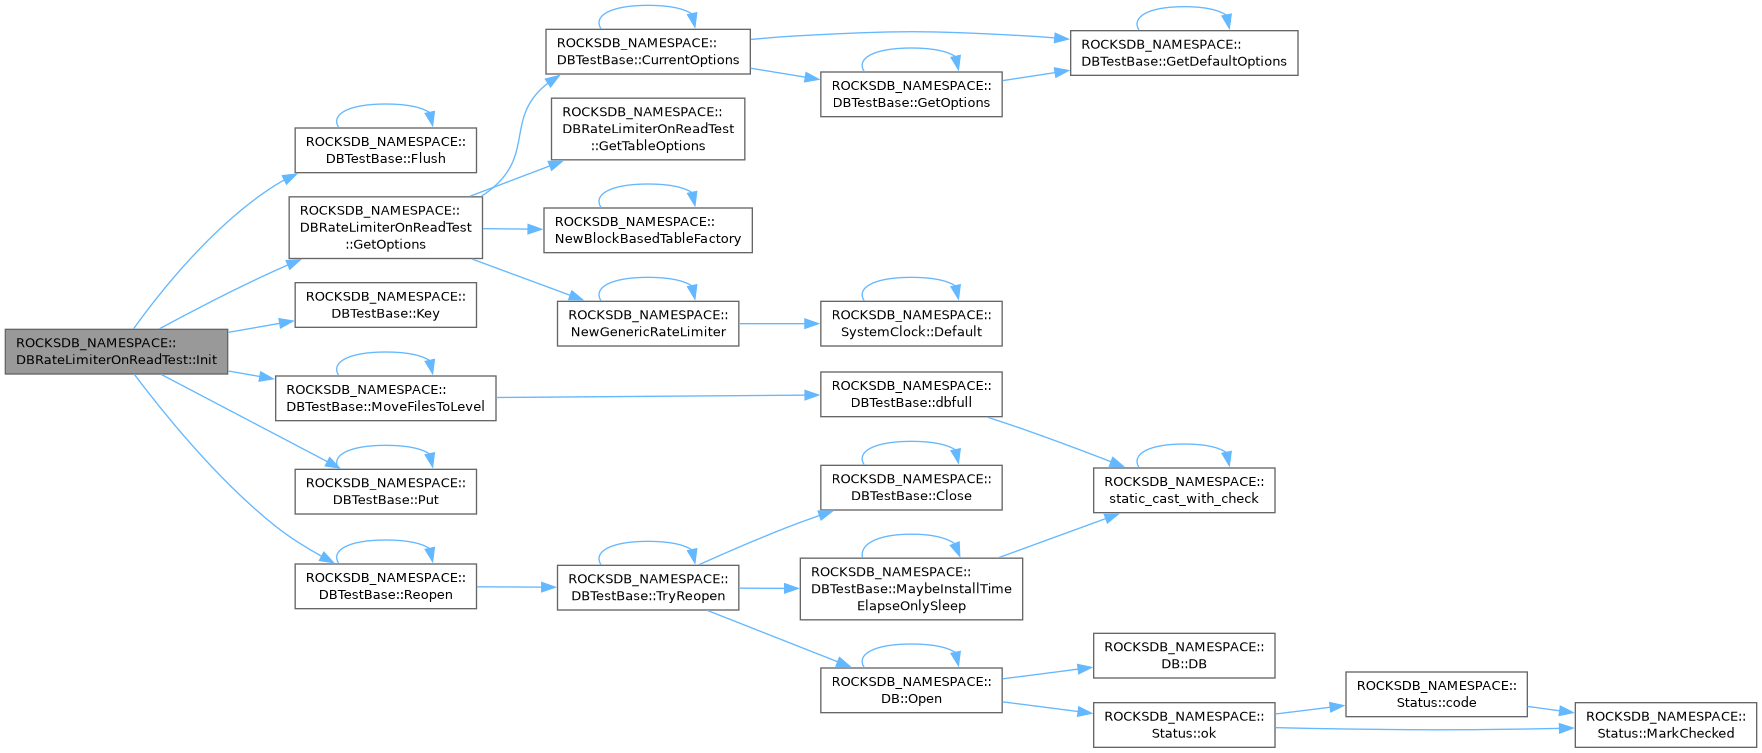 ROCKSDB_NAMESPACE::
DBRateLimiterOnReadTest::Init
ROCKSDB_NAMESPACE::
DBTestBase::Flush
ROCKSDB_NAMESPACE::
DBRateLimiterOnReadTest
::GetOptions
ROCKSDB_NAMESPACE::
DBTestBase::Key
ROCKSDB_NAMESPACE::
DBTestBase::MoveFilesToLevel
ROCKSDB_NAMESPACE::
DBTestBase::Put
ROCKSDB_NAMESPACE::
DBTestBase::Reopen
ROCKSDB_NAMESPACE::
DBTestBase::CurrentOptions
ROCKSDB_NAMESPACE::
DBRateLimiterOnReadTest
::GetTableOptions
ROCKSDB_NAMESPACE::
NewBlockBasedTableFactory
ROCKSDB_NAMESPACE::
NewGenericRateLimiter
ROCKSDB_NAMESPACE::
DBTestBase::TryReopen
ROCKSDB_NAMESPACE::
DBTestBase::GetOptions
ROCKSDB_NAMESPACE::
SystemClock::Default
ROCKSDB_NAMESPACE::
DBTestBase::dbfull
ROCKSDB_NAMESPACE::
DBTestBase::Close
ROCKSDB_NAMESPACE::
DBTestBase::MaybeInstallTime
ElapseOnlySleep
ROCKSDB_NAMESPACE::
DB::Open
ROCKSDB_NAMESPACE::
DBTestBase::GetDefaultOptions
ROCKSDB_NAMESPACE::
static_cast_with_check
ROCKSDB_NAMESPACE::
DB::DB
ROCKSDB_NAMESPACE::
Status::ok
ROCKSDB_NAMESPACE::
Status::code
ROCKSDB_NAMESPACE::
Status::MarkChecked